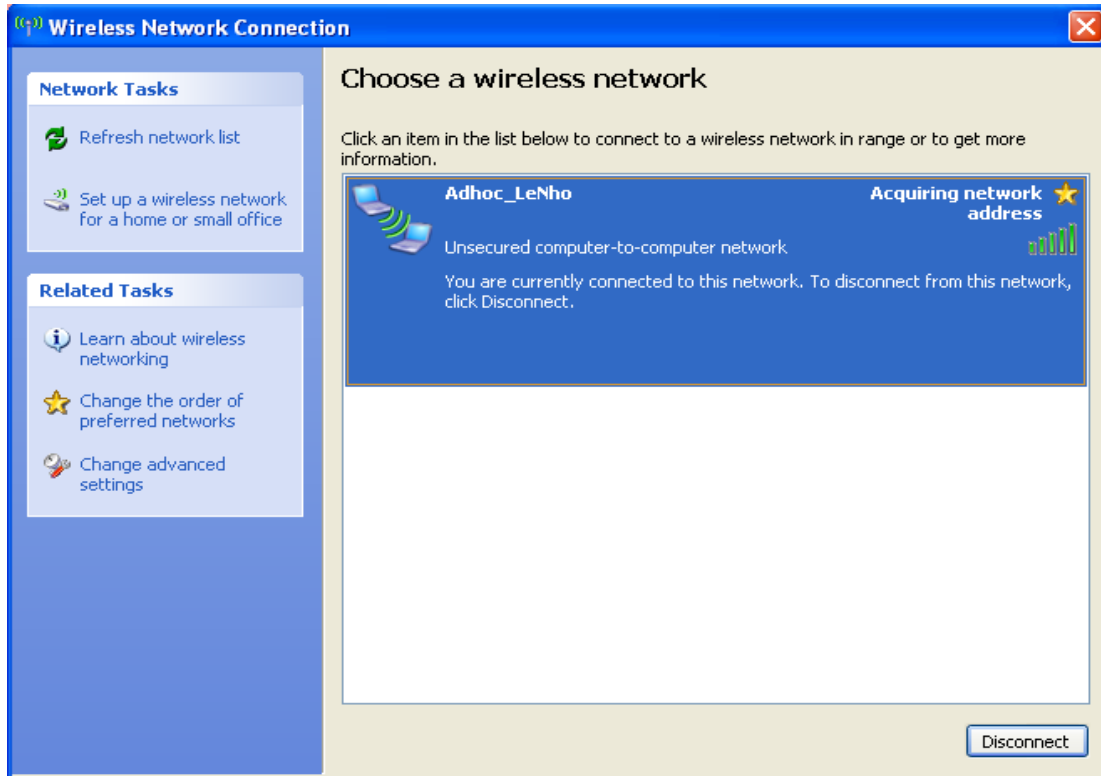 Wireless Network Connection
Network Tasks
Refresh network list
Set up a wireless network
for a home or small office
Related Tasks
Learn about wireless
networking
Change the order of
preferred networks
Change advanced
settings
Choose a wireless network
Click an item in the list below to connect to a wireless network in range or to get more
information.
Adhoc_LeNho
Acquiring network
address
Unsecured computer-to-computer network
You are currently connected to this network. To disconnect from this network,
click Disconnect.
Disconnect